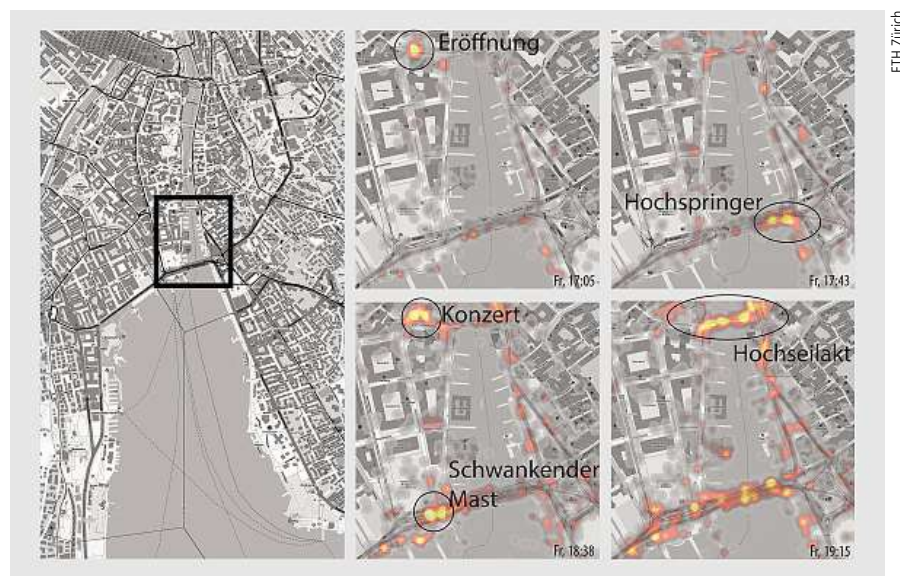 ETH Zürich
Eröffnung
Fr, 17:05
Hochspringer
Fr, 17:43
Konzert
Schwankender
Mast
Fr, 18:38
Hochseilakt
Fr, 19:15